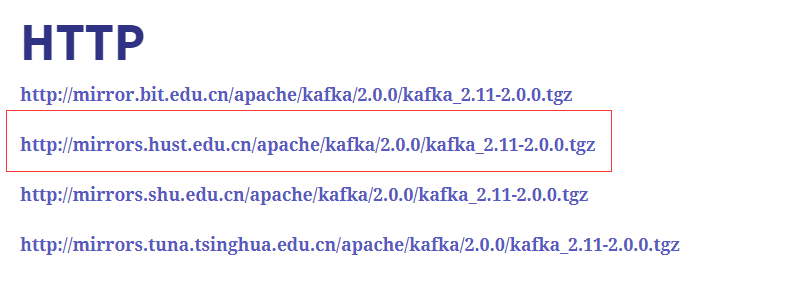 HTTP
http://mirror.bit.edu.cn/apache/kafka/2.0.0/kafka_2.11-2.0.0.tgz
http://mirrors.hust.edu.cn/apache/kafka/2.0.0/kafka_2.11-2.0.0.tgz
http://mirrors.shu.edu.cn/apache/kafka/2.0.0/kafka_2.11-2.0.0.tgz
http://mirrors.tuna.tsinghua.edu.cn/apache/kafka/2.0.0/kafka_2.11-2.0.0.tgz